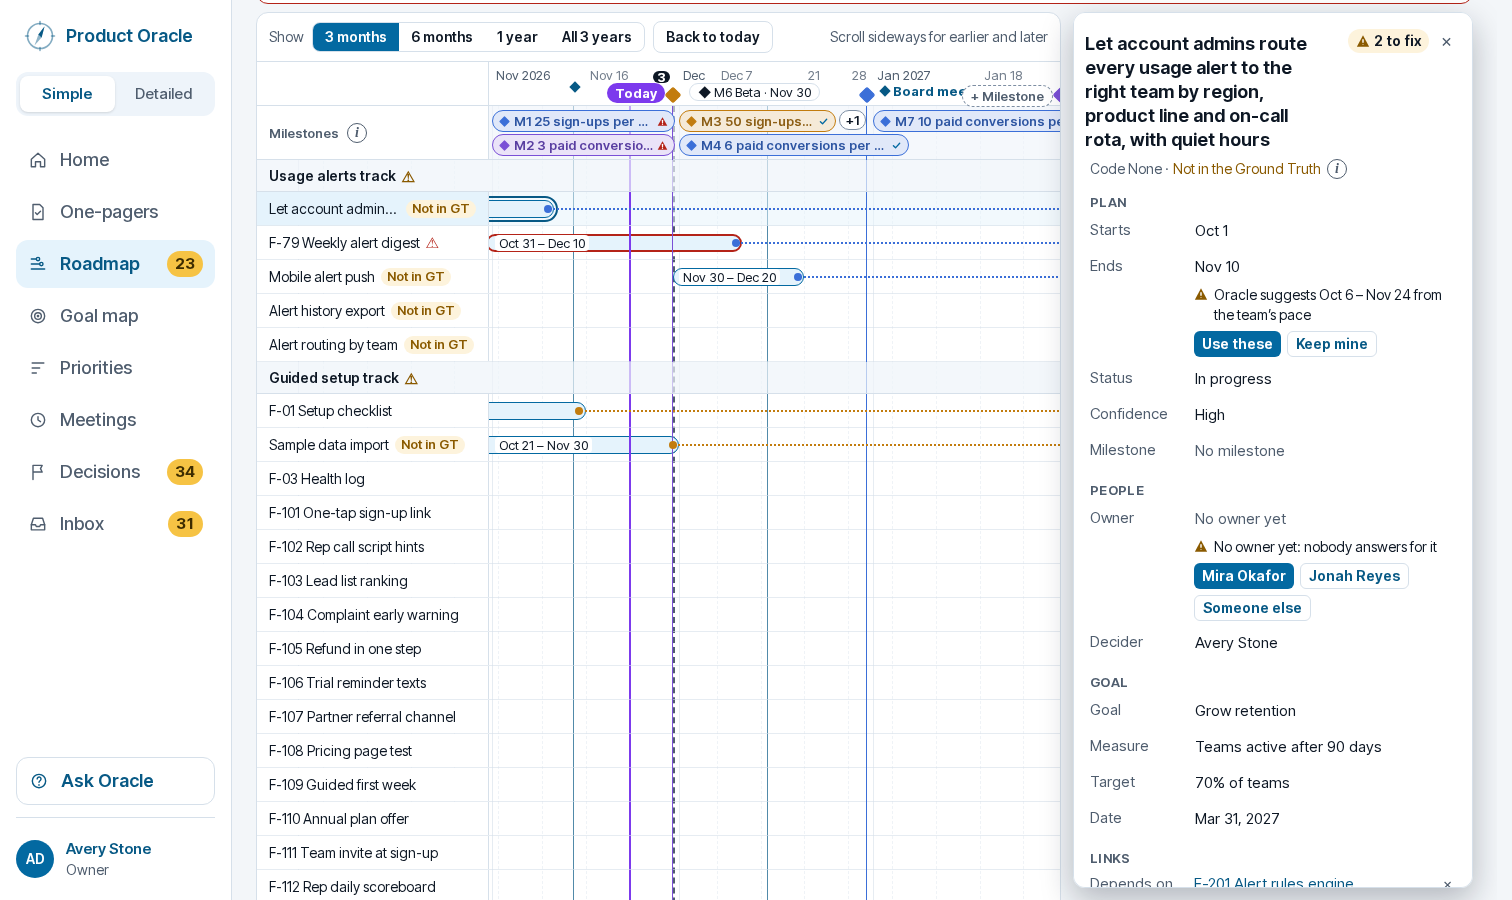 Product Oracle
Simple
Detailed
Home
One-pagers
Roadmap
23
Goal map
Priorities
Meetings
Decisions
34
Inbox
31
Ask Oracle
AD
Avery Stone
Owner
Show
3 months
6 months
1 year
All 3 years
Back to today
Scroll sideways for earlier and later
Nov 2026
Nov 16
3
Dec
Dec 7
21
28
Jan 2027
Jan 18
Today
M6 Beta · Nov 30
Board mee
+ Milestone
Milestones
i
M1 25 sign-ups per ...
M3 50 sign-ups...
+1
M7 10 paid conversions pe
M2 3 paid conversio...
M4 6 paid conversions per ...
Usage alerts track
Let account admin...
Not in GT
F-79 Weekly alert digest
Oct 31 – Dec 10
Mobile alert push
Not in GT
Nov 30 – Dec 20
Alert history export
Not in GT
Alert routing by team
Not in GT
Guided setup track
F-01 Setup checklist
Sample data import
Not in GT
Oct 21 – Nov 30
F-03 Health log
F-101 One-tap sign-up link
F-102 Rep call script hints
F-103 Lead list ranking
F-104 Complaint early warning
F-105 Refund in one step
F-106 Trial reminder texts
F-107 Partner referral channel
F-108 Pricing page test
F-109 Guided first week
F-110 Annual plan offer
F-111 Team invite at sign-up
F-112 Rep daily scoreboard
Let account admins route
every usage alert to the
right team by region,
product line and on-call
rota, with quiet hours
2 to fix
×
Code None · Not in the Ground Truth
i
PLAN
Starts
Oct 1
Ends
Nov 10
Oracle suggests Oct 6 – Nov 24 from
the team's pace
Use these
Keep mine
Status
In progress
Confidence
High
Milestone
No milestone
PEOPLE
Owner
No owner yet
No owner yet: nobody answers for it
Mira Okafor
Jonah Reyes
Someone else
Decider
Avery Stone
GOAL
Goal
Grow retention
Measure
Teams active after 90 days
Target
70% of teams
Date
Mar 31, 2027
LINKS
Depends on
F-201 Alert rules engine
×